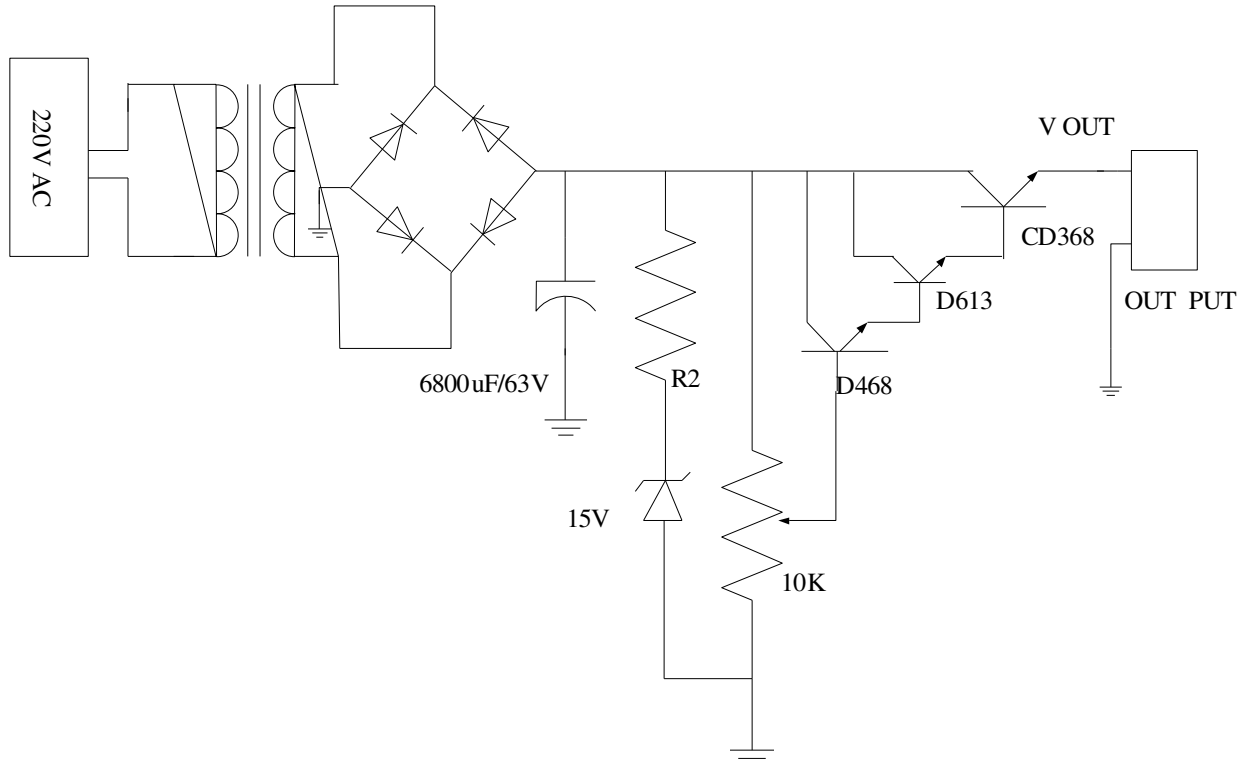 220V AC
V OUT
CD368
D613
OUT PUT
6800uF/63V
R2
D468
15V
10K